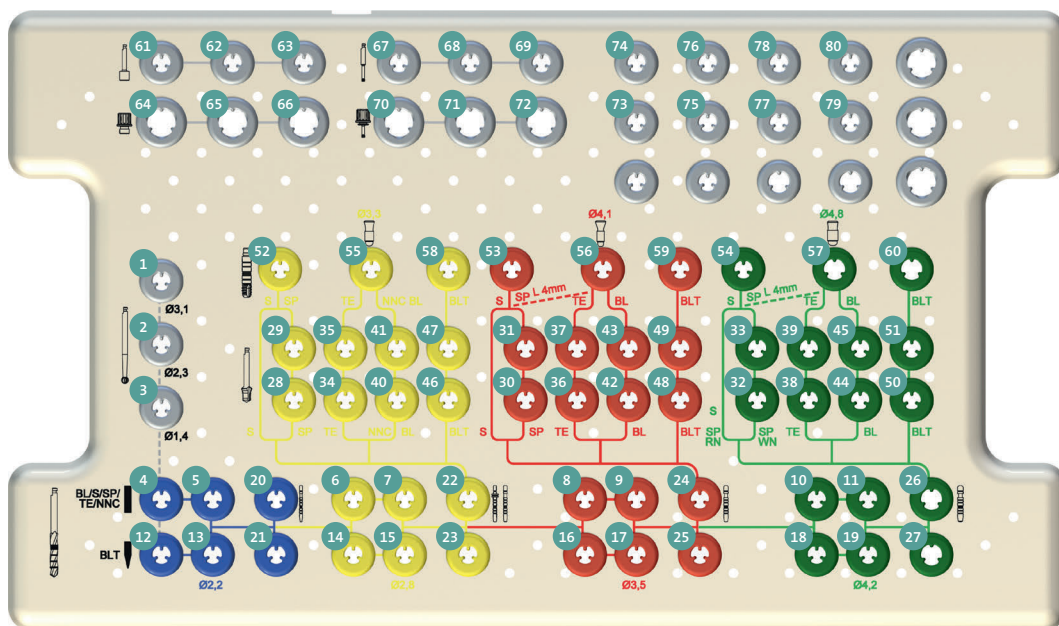 61 62 63 67 68 69 74 76 78 80
64 65 66 70 71 72 73 75 77 79
Ø3,1 Ø4,1 Ø4,8
52 55 58 53 56 59 54 57 60
1
S SP TE NNC BL BLT S SP L 4mm TE BL BLT S SP L 4mm TE BL BLT
Ø3,1
2 29 35 41 47 31 37 43 49 33 39 45 51
Ø2,3
3 28 34 40 46 30 36 42 48 32 38 44 50
S
Ø1,4 S SP TE NNC BL BLT S SP TE BL BLT SP RN SP WN TE BL BLT
4 5 20 6 7 22 8 9 24 10 11 26
BL/S/SP/
TE/NNC
12 13 21 14 15 23 16 17 25 18 19 27
BLT
Ø2,2 Ø2,8 Ø3,5 Ø4,2